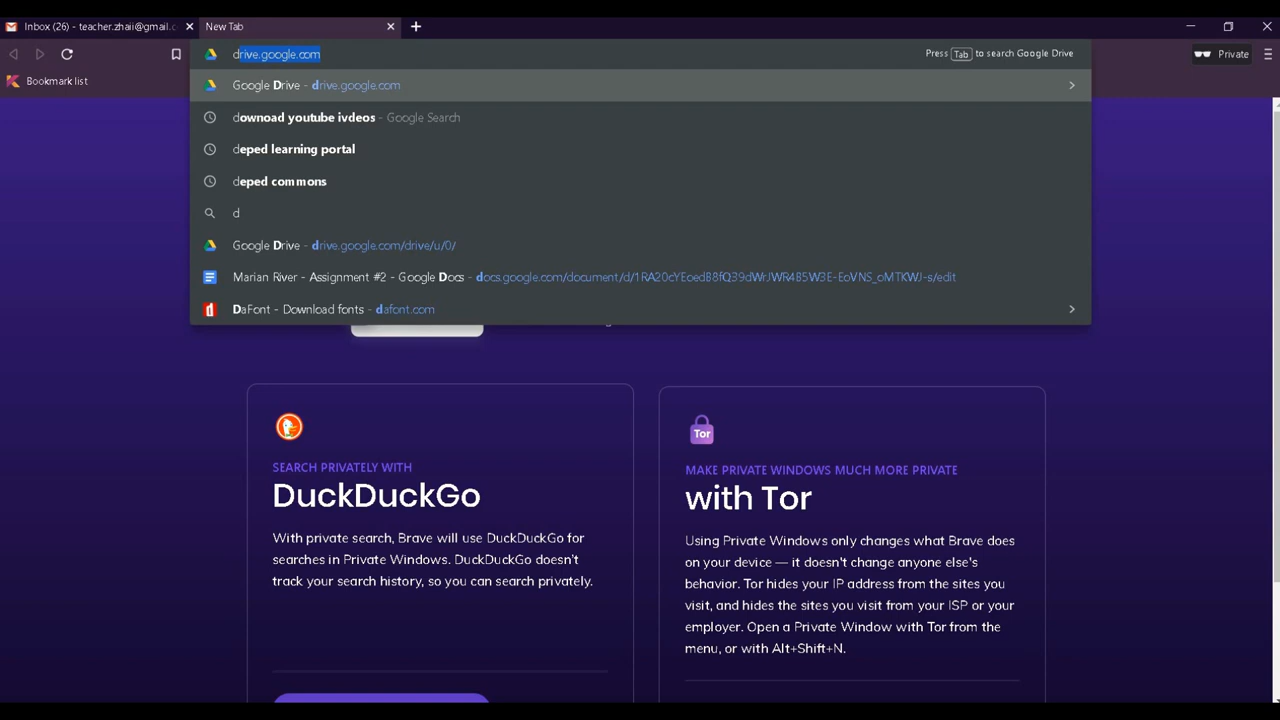 Inbox (26) - teacher.zhaii@gmail.c
New Tab
drive.google.com
Press Tab to search Google Drive
Private
Bookmark list
Google Drive - drive.google.com
downoad youtube ivdeos - Google Search
deped learning portal
deped commons
d
Google Drive - drive.google.com/drive/u/0/
Marian River - Assignment #2 - Google Docs - docs.google.com/document/d/1RA20cYEoedB8fQ39dWrJWR4B5W3E-EoVNS_oMTKWJ-s/edit
DaFont - Download fonts - dafont.com
SEARCH PRIVATELY WITH
DuckDuckGo
With private search, Brave will use DuckDuckGo for
searches in Private Windows. DuckDuckGo doesn't
track your search history, so you can search privately.
Tor
MAKE PRIVATE WINDOWS MUCH MORE PRIVATE
with Tor
Using Private Windows only changes what Brave does
on your device — it doesn't change anyone else's
behavior. Tor hides your IP address from the sites you
visit, and hides the sites you visit from your ISP or your
employer. Open a Private Window with Tor from the
menu, or with Alt+Shift+N.